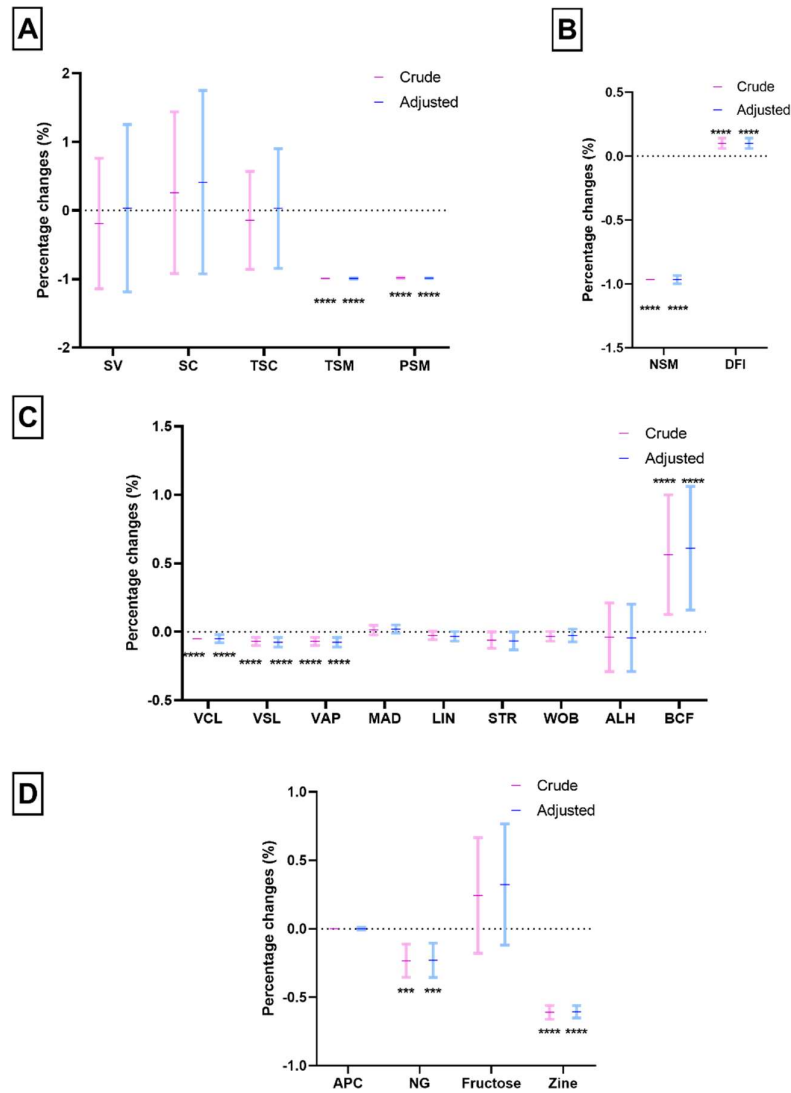 A
Crude
Adjusted
Percentage changes (%)
2
1
0
-1
-2
**** **** **** ****
SV SC TSC TSM PSM
B
Crude
Adjusted
Percentage changes (%)
0.5
0.0
-0.5
-1.0
-1.5
**** ****
**** ****
NSM DFI
C
Crude
Adjusted
Percentage changes (%)
1.5
1.0
0.5
0.0
-0.5
**** ****
**** **** **** **** **** ****
VCL VSL VAP MAD LIN STR WOB ALH BCF
D
Crude
Adjusted
Percentage changes (%)
1.0
0.5
0.0
-0.5
-1.0
*** ***
**** ****
APC NG Fructose Zine